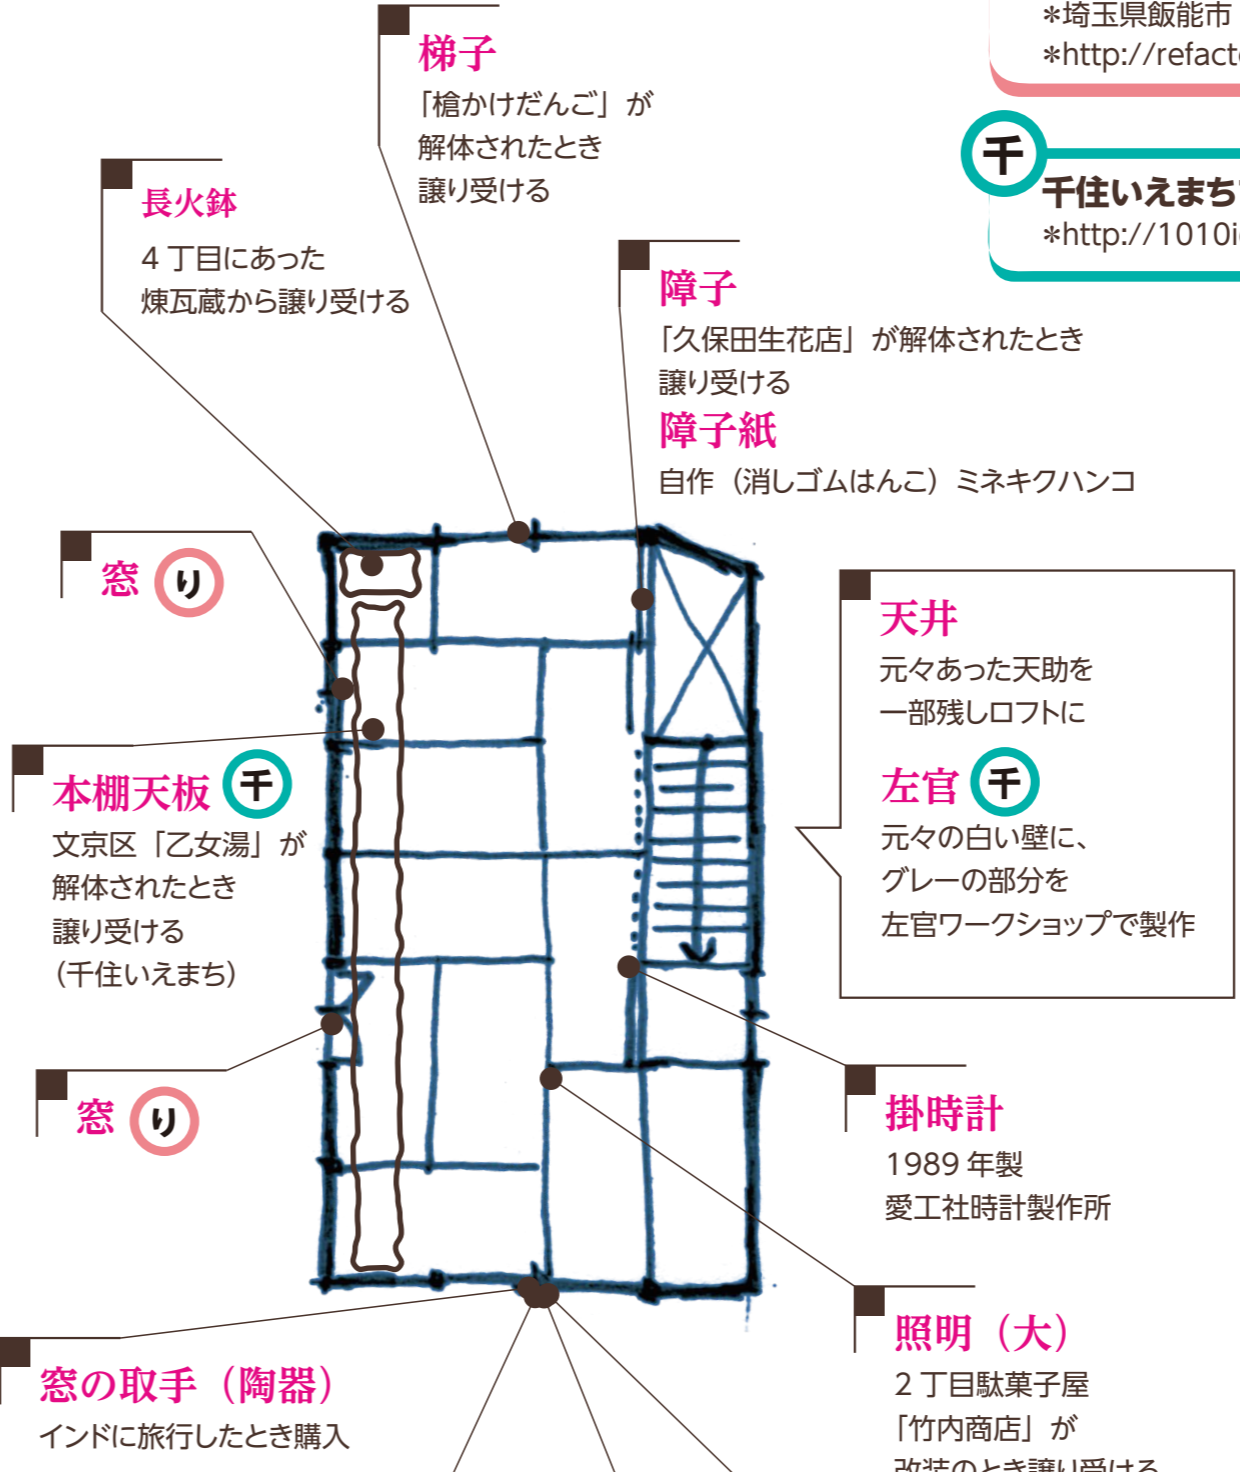 *埼玉県飯能市
*http://refact
千
千住いえまち
*http://1010i
梯子
「槍かけだんご」が
解体されたとき
譲り受ける
長火鉢
4 丁目にあった
煉瓦蔵から譲り受ける
障子
「久保田生花店」が解体されたとき
譲り受ける
障子紙
自作(消しゴムはんこ)ミネキクハンコ
窓 り
天井
元々あった天助を
一部残しロフトに
左官 千
元々の白い壁に、
グレーの部分を
左官ワークショップで製作
本棚天板 千
文京区「乙女湯」が
解体されたとき
譲り受ける
(千住いえまち)
窓 り
掛時計
1989 年製
愛工社時計製作所
照明(大)
2 丁目駄菓子屋
「竹内商店」が
改装のとき譲り受ける
窓の取手(陶器)
インドに旅行したとき購入